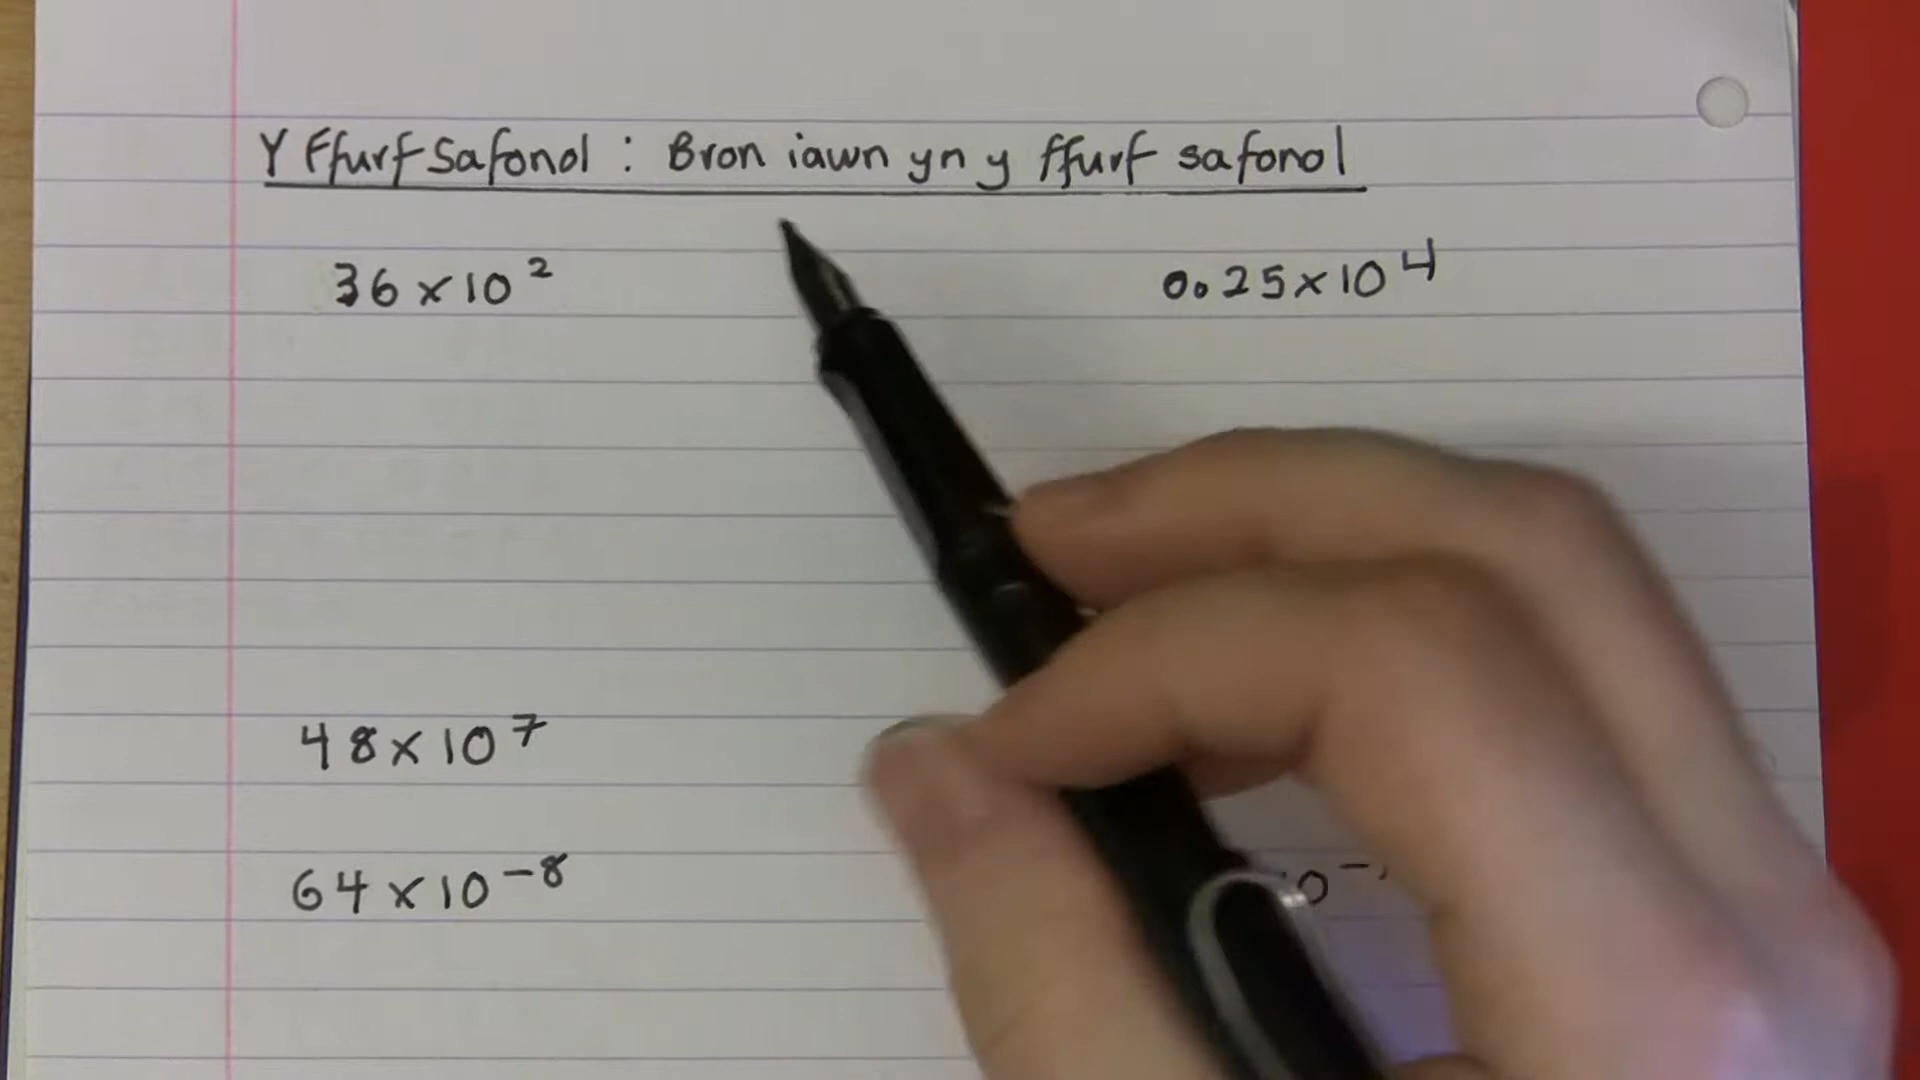 Y Ffurf Safonol : Bron iawn yn y ffurf safonol
36 × 10²
0.25 × 10⁴
48 × 10⁷
64 × 10⁻⁸